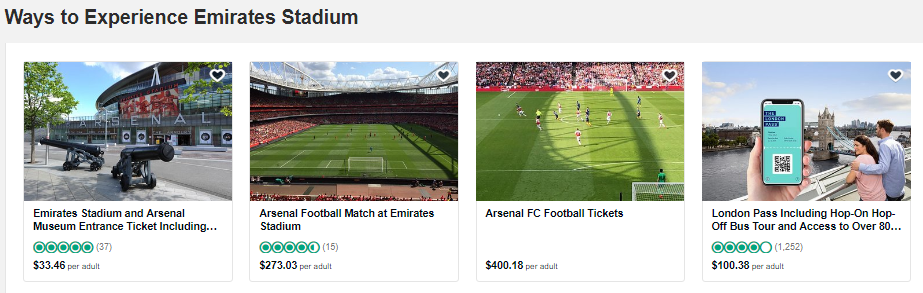 Ways to Experience Emirates Stadium
ARSENAL
THE
LONDON
PASS
Emirates Stadium and Arsenal
Museum Entrance Ticket Including…
(37)
$33.46 per adult
Arsenal Football Match at Emirates
Stadium
(15)
$273.03 per adult
Arsenal FC Football Tickets
$400.18 per adult
London Pass Including Hop-On Hop-
Off Bus Tour and Access to Over 80…
(1,252)
$100.38 per adult